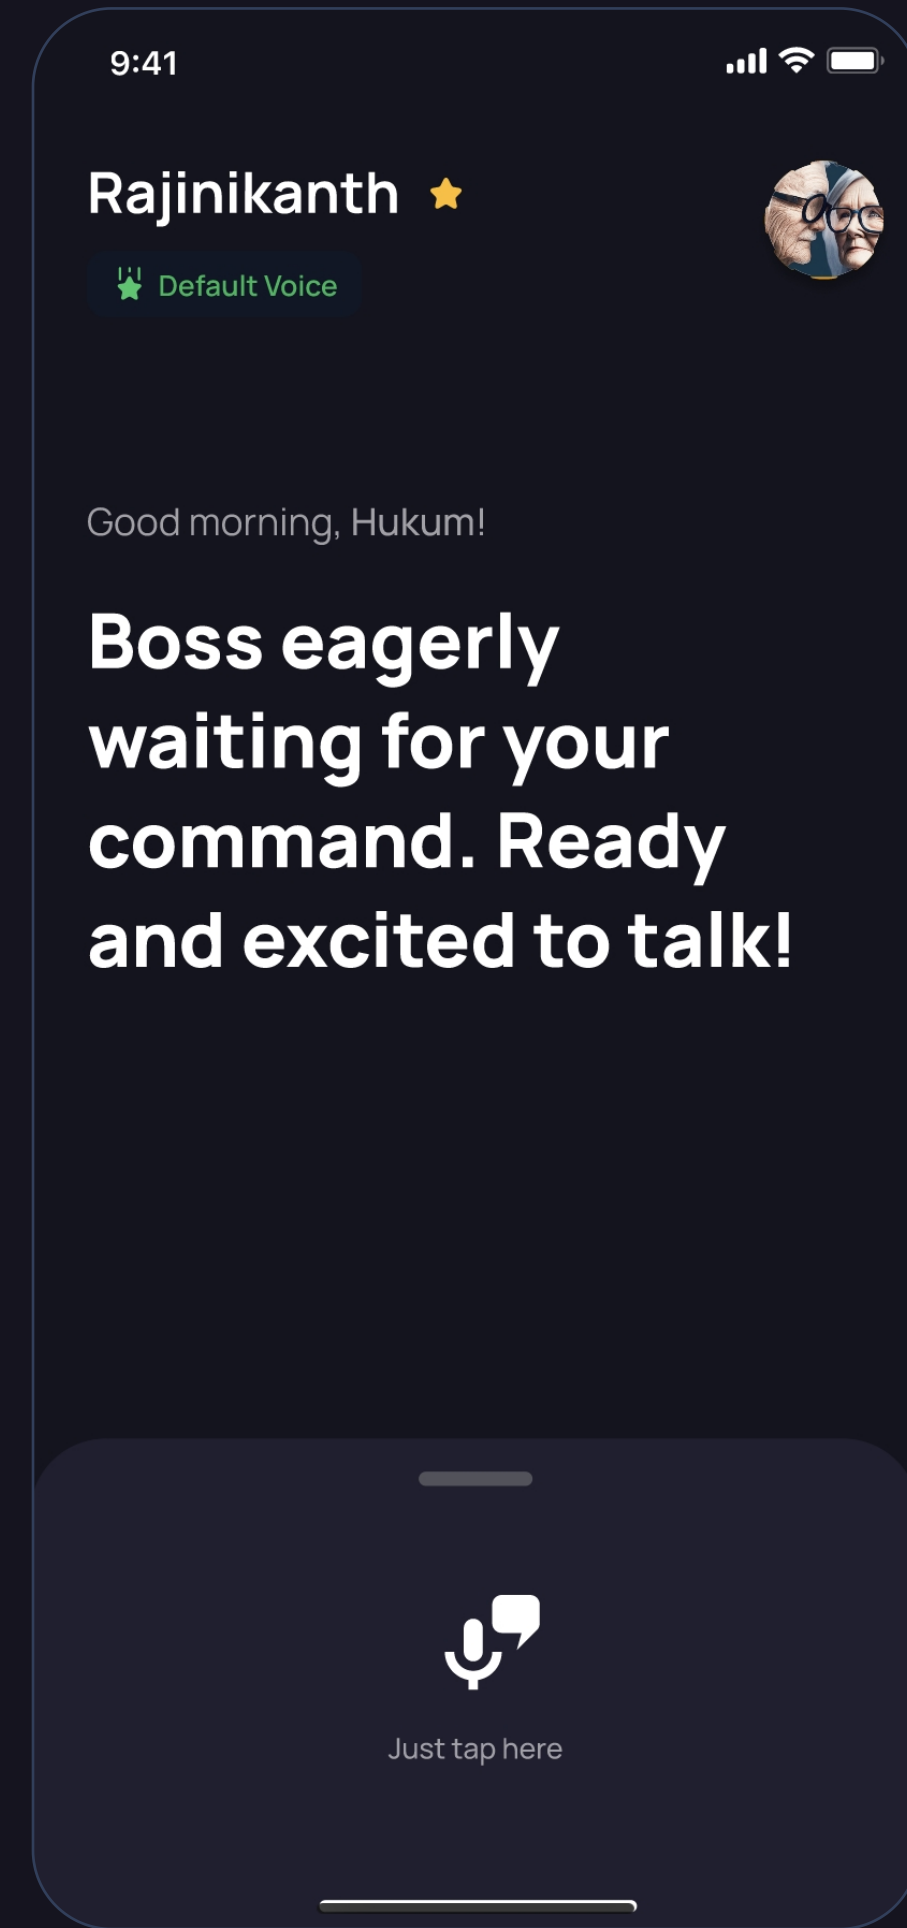 9:41
Rajinikanth
Default Voice
Good morning, Hukum!
Boss eagerly
waiting for your
command. Ready
and excited to talk!
Just tap here